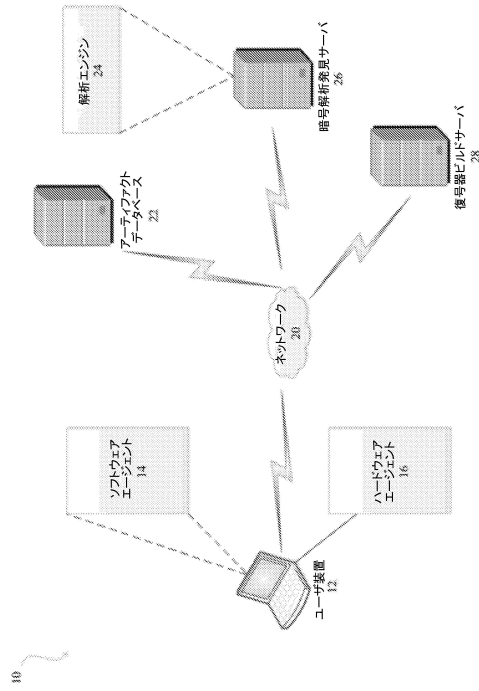 10
ユーザ装置
12
ソフトウェア
エージェント
14
ハードウェア
エージェント
16
ネットワーク
20
アーティファクト
データベース
22
解析エンジン
24
暗号解析発見サーバ
26
復号器ビルドサーバ
28